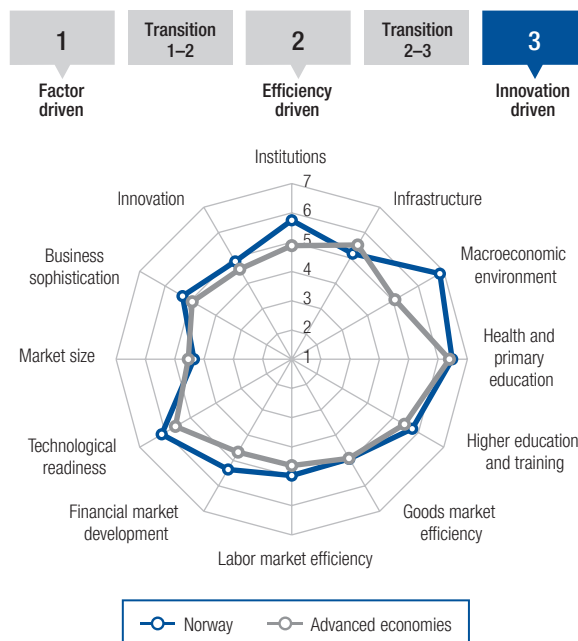 1
Transition
1–2
2
Transition
2–3
3
Factor
driven
Efficiency
driven
Innovation
driven
Institutions
Innovation
7
Infrastructure
6
Business
sophistication
5
Macroeconomic
environment
4
3
2
Market size
1
Health and
primary
education
Technological
readiness
Higher education
and training
Financial market
development
Goods market
efficiency
Labor market efficiency
Norway
Advanced economies